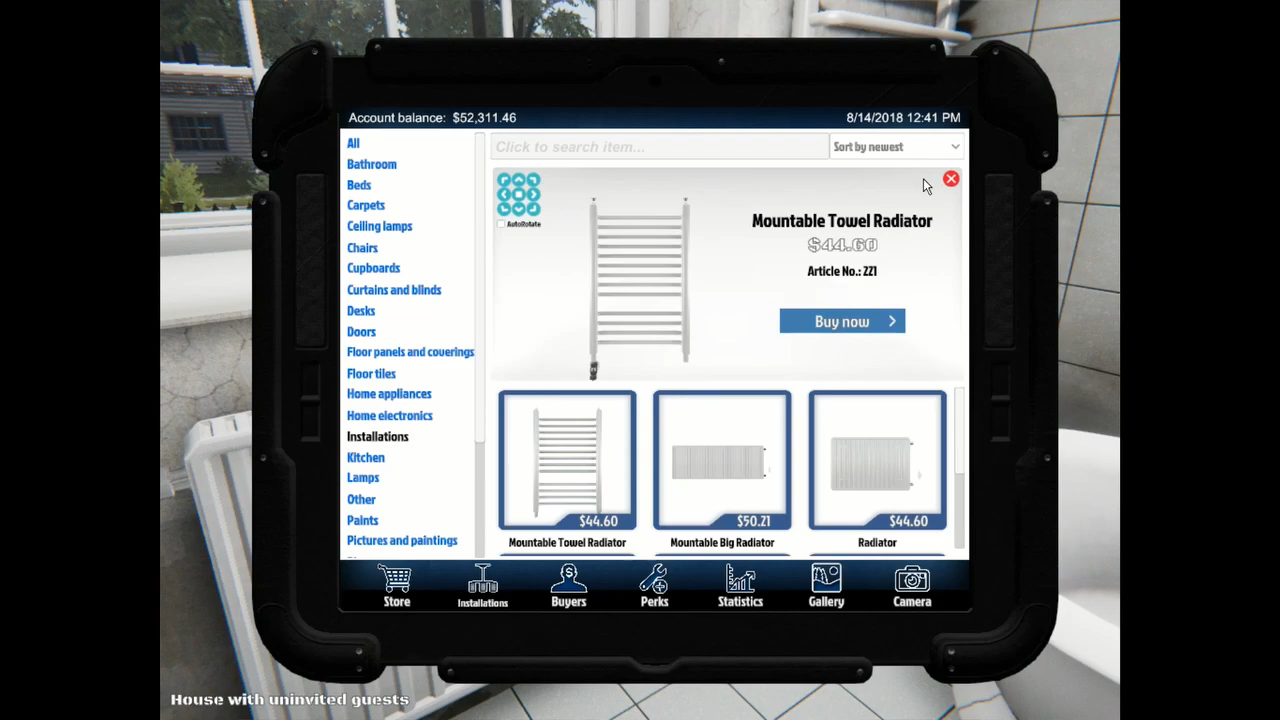 Account balance: $52,311.46
8/14/2018 12:41 PM
All
Bathroom
Beds
Carpets
Ceiling lamps
Chairs
Cupboards
Curtains and blinds
Desks
Doors
Floor panels and coverings
Floor tiles
Home appliances
Home electronics
Installations
Kitchen
Lamps
Other
Paints
Pictures and paintings
Click to search item...
Sort by newest
AutoRotate
Mountable Towel Radiator
$44.60
Article No.: ZZ1
Buy now
$44.60
Mountable Towel Radiator
$50.21
Mountable Big Radiator
$44.60
Radiator
Store
Installations
Buyers
Perks
Statistics
Gallery
Camera
House with uninvited guests